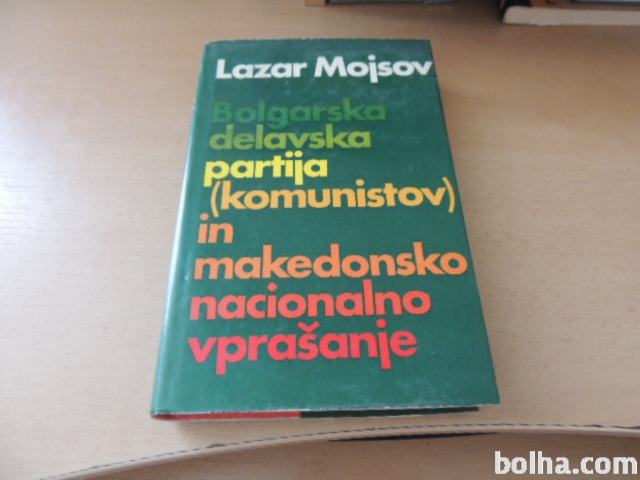 Lazar Mojsov
Bolgarska
delavska
partija
(komunistov)
in
makedonsko
nacionalno
vprašanje
bolha.com